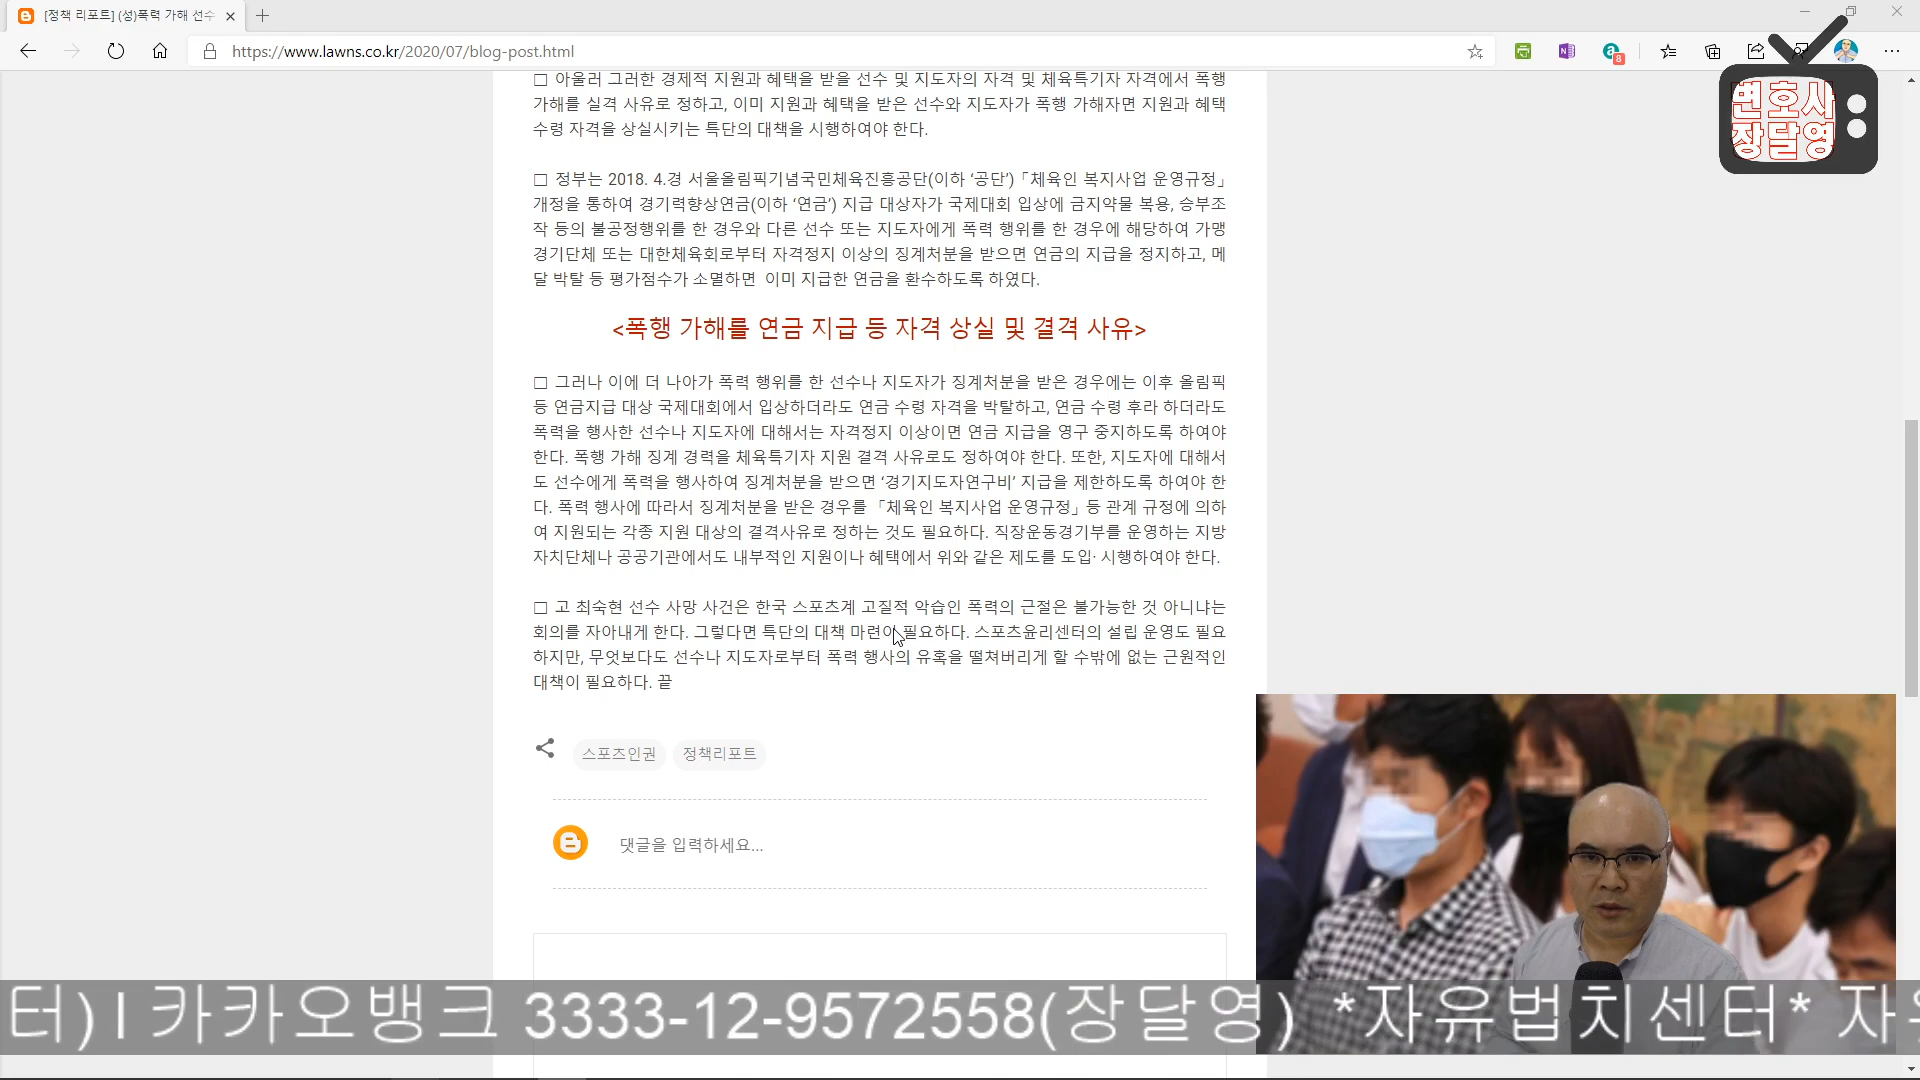 [정책 리포트] (성)폭력 가해 선수
https://www.lawns.co.kr/2020/07/blog-post.html
8
변호사
장달영
□ 아울러 그러한 경제적 지원과 혜택을 받을 선수 및 지도자의 자격 및 체육특기자 자격에서 폭행
가해를 실격 사유로 정하고, 이미 지원과 혜택을 받은 선수와 지도자가 폭행 가해자면 지원과 혜택
수령 자격을 상실시키는 특단의 대책을 시행하여야 한다.
□ 정부는 2018. 4.경 서울올림픽기념국민체육진흥공단(이하 ‘공단’)「체육인 복지사업 운영규정」
개정을 통하여 경기력향상연금(이하 ‘연금’) 지급 대상자가 국제대회 입상에 금지약물 복용, 승부조
작 등의 불공정행위를 한 경우와 다른 선수 또는 지도자에게 폭력 행위를 한 경우에 해당하여 가맹
경기단체 또는 대한체육회로부터 자격정지 이상의 징계처분을 받으면 연금의 지급을 정지하고, 메
달 박탈 등 평가점수가 소멸하면 이미 지급한 연금을 환수하도록 하였다.
<폭행 가해를 연금 지급 등 자격 상실 및 결격 사유>
□ 그러나 이에 더 나아가 폭력 행위를 한 선수나 지도자가 징계처분을 받은 경우에는 이후 올림픽
등 연금지급 대상 국제대회에서 입상하더라도 연금 수령 자격을 박탈하고, 연금 수령 후라 하더라도
폭력을 행사한 선수나 지도자에 대해서는 자격정지 이상이면 연금 지급을 영구 중지하도록 하여야
한다. 폭행 가해 징계 경력을 체육특기자 지원 결격 사유로도 정하여야 한다. 또한, 지도자에 대해서
도 선수에게 폭력을 행사하여 징계처분을 받으면 ‘경기지도자연구비’ 지급을 제한하도록 하여야 한
다. 폭력 행사에 따라서 징계처분을 받은 경우를 「체육인 복지사업 운영규정」 등 관계 규정에 의하
여 지원되는 각종 지원 대상의 결격사유로 정하는 것도 필요하다. 직장운동경기부를 운영하는 지방
자치단체나 공공기관에서도 내부적인 지원이나 혜택에서 위와 같은 제도를 도입· 시행하여야 한다.
□ 고 최숙현 선수 사망 사건은 한국 스포츠계 고질적 악습인 폭력의 근절은 불가능한 것 아니냐는
회의를 자아내게 한다. 그렇다면 특단의 대책 마련이 필요하다. 스포츠윤리센터의 설립 운영도 필요
하지만, 무엇보다도 선수나 지도자로부터 폭력 행사의 유혹을 떨쳐버리게 할 수밖에 없는 근원적인
대책이 필요하다. 끝
스포츠인권 정책리포트
댓글을 입력하세요...
터) | 카카오뱅크 3333-12-9572558(장달영) *자유법치센터* 자유